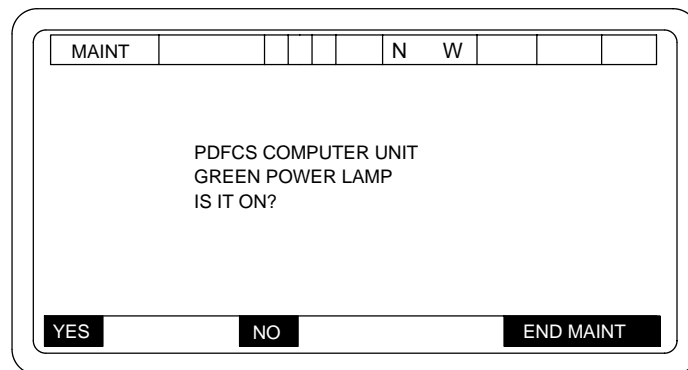 MAINT N W
PDFCS COMPUTER UNIT
GREEN POWER LAMP
IS IT ON?
YES NO END MAINT